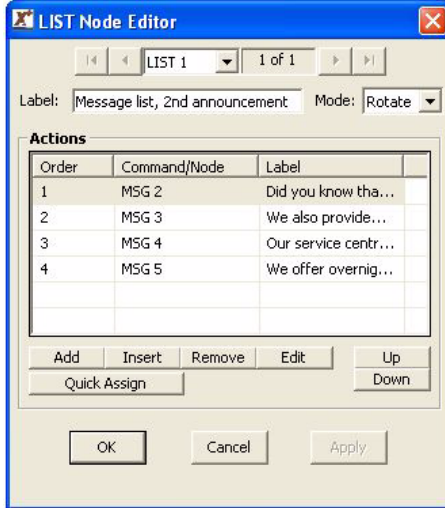 LIST Node Editor
LIST 1 1 of 1
Label: Message list, 2nd announcement Mode: Rotate
Actions
Order Command/Node Label
1 MSG 2 Did you know tha...
2 MSG 3 We also provide...
3 MSG 4 Our service centr...
4 MSG 5 We offer overnig...
Add Insert Remove Edit Up
Quick Assign Down
OK Cancel Apply